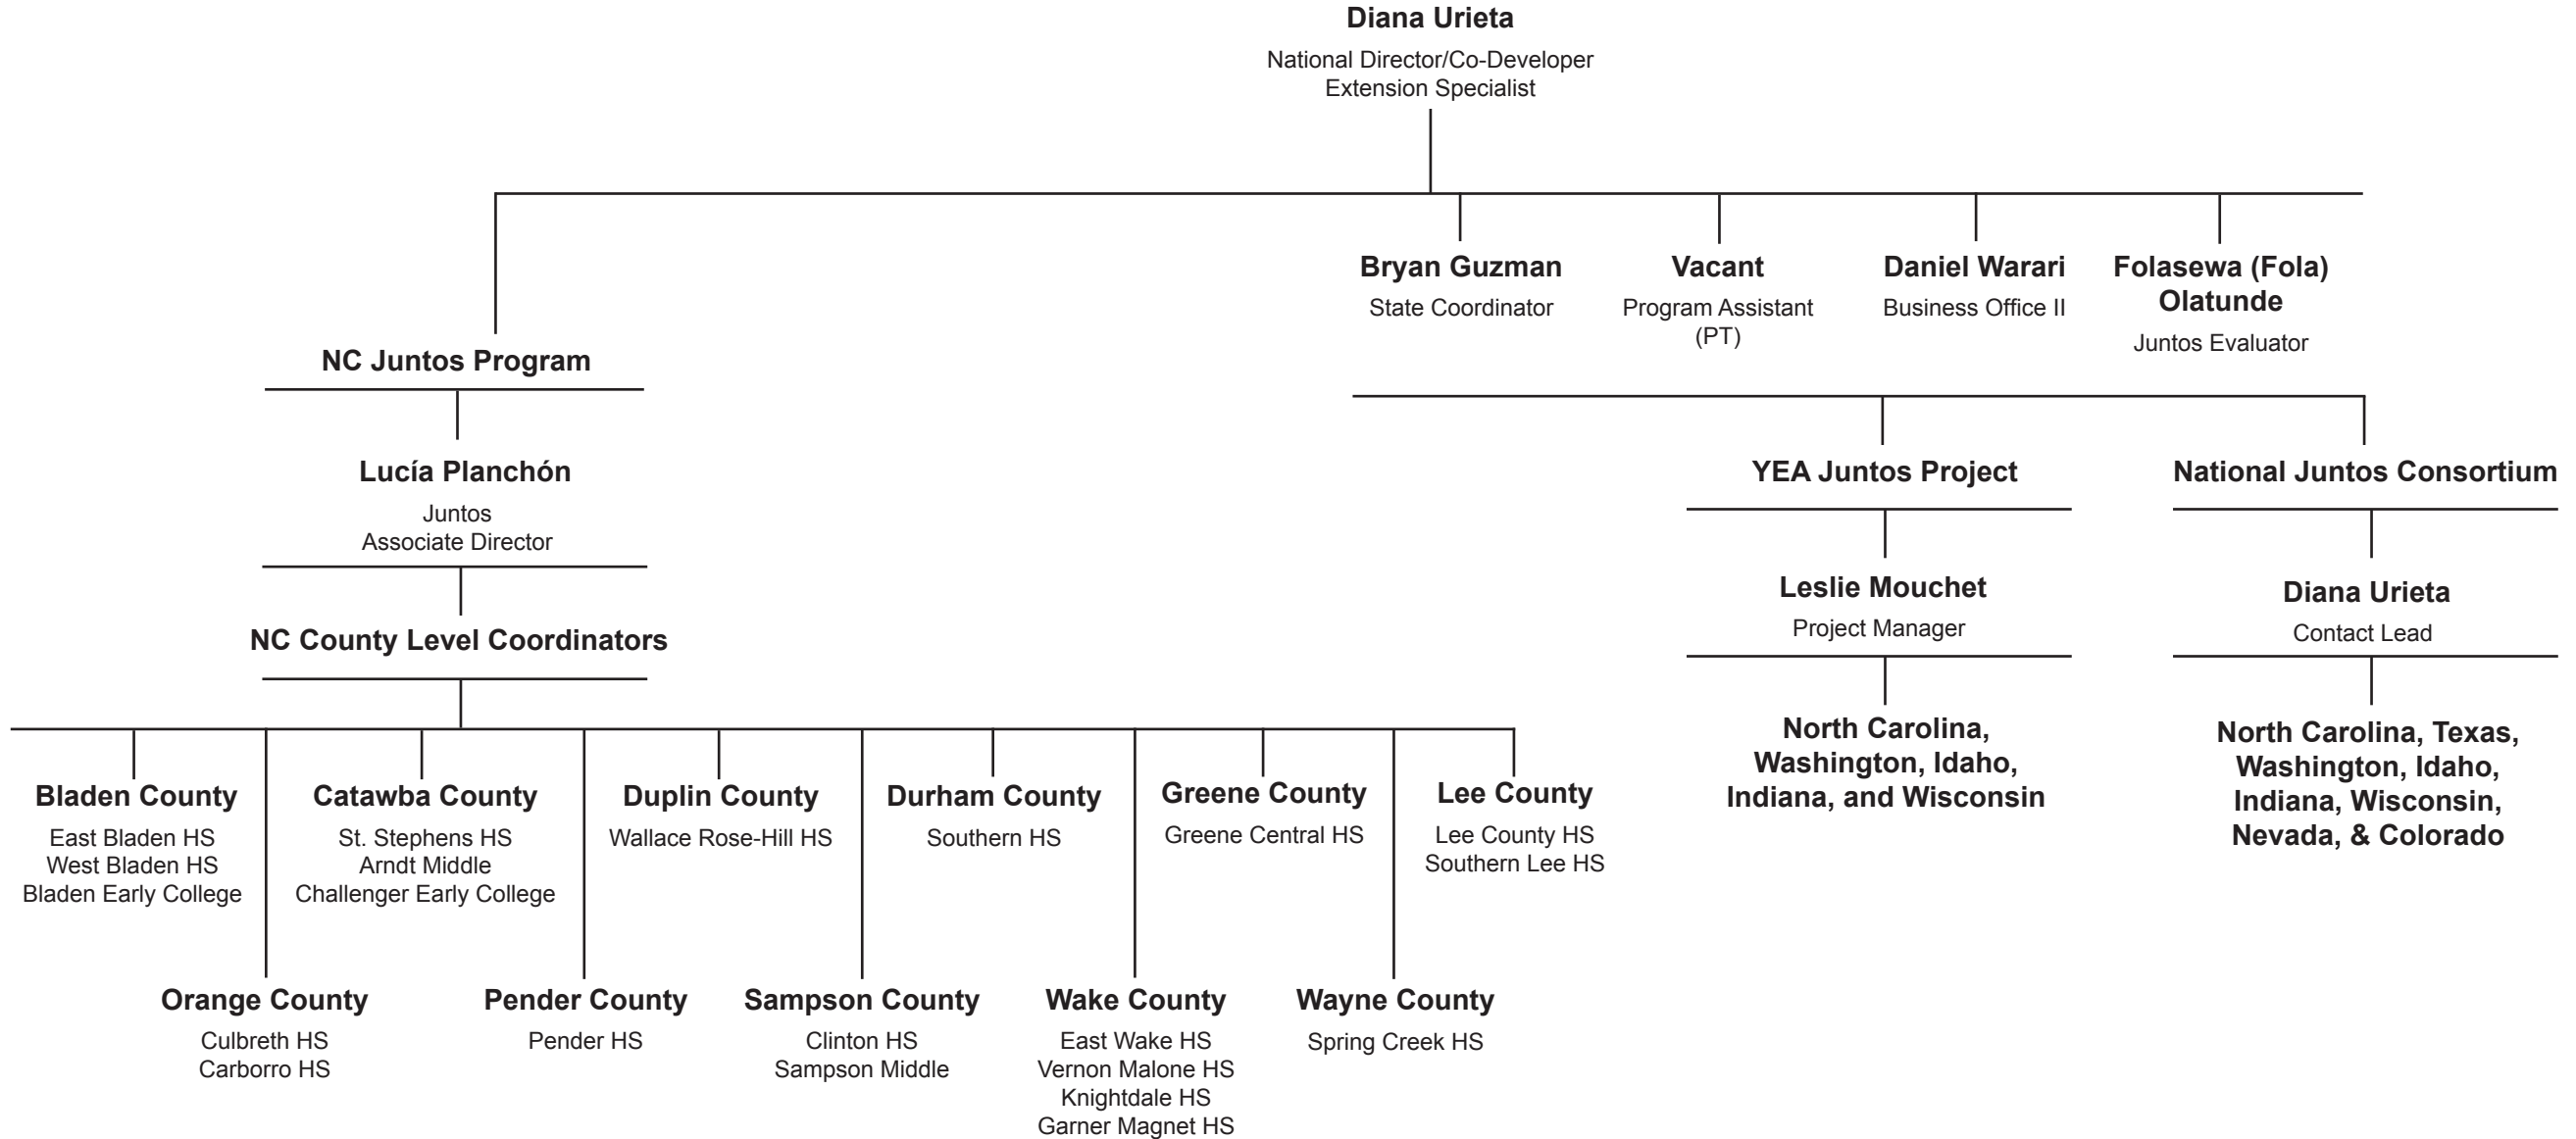 Diana Urieta
National Director/Co-Developer
Extension Specialist
Bryan Guzman
State Coordinator
Vacant
Program Assistant
(PT)
Daniel Warari
Business Office II
Folasewa (Fola)
Olatunde
Juntos Evaluator
NC Juntos Program
Lucía Planchón
Juntos
Associate Director
NC County Level Coordinators
YEA Juntos Project
Leslie Mouchet
Project Manager
North Carolina,
Washington, Idaho,
Indiana, and Wisconsin
National Juntos Consortium
Diana Urieta
Contact Lead
North Carolina, Texas,
Washington, Idaho,
Indiana, Wisconsin,
Nevada, & Colorado
Bladen County
East Bladen HS
West Bladen HS
Bladen Early College
Catawba County
St. Stephens HS
Arndt Middle
Challenger Early College
Duplin County
Wallace Rose-Hill HS
Durham County
Southern HS
Greene County
Greene Central HS
Lee County
Lee County HS
Southern Lee HS
Orange County
Culbreth HS
Carborro HS
Pender County
Pender HS
Sampson County
Clinton HS
Sampson Middle
Wake County
East Wake HS
Vernon Malone HS
Knightdale HS
Garner Magnet HS
Wayne County
Spring Creek HS